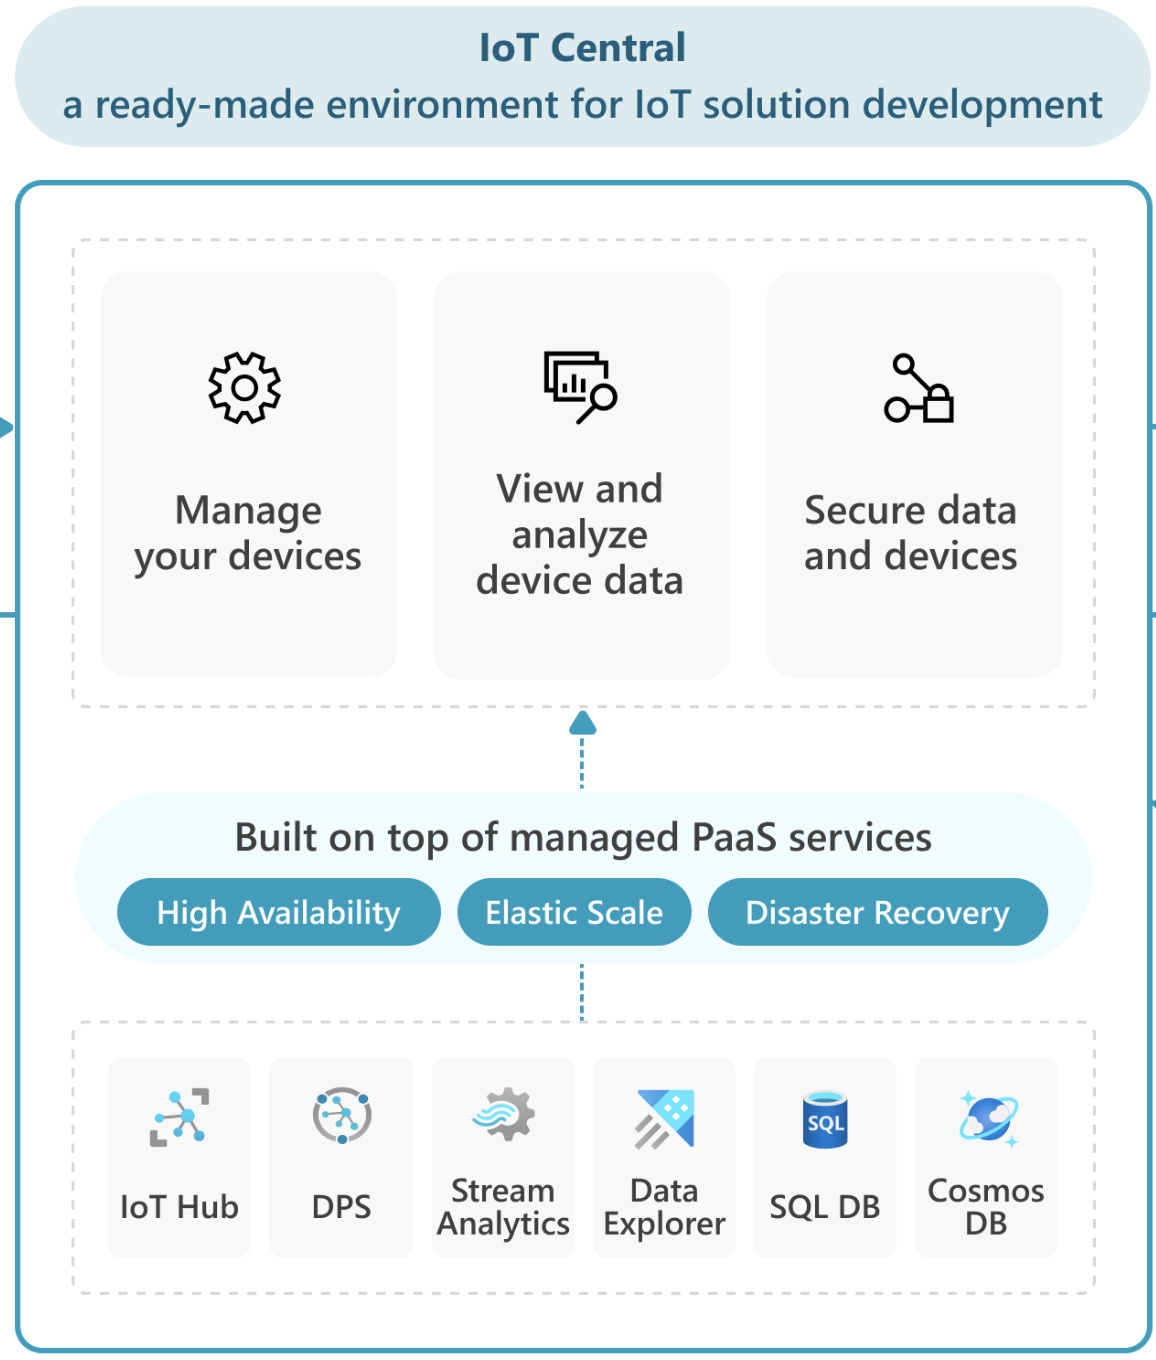 IoT Central
a ready-made environment for IoT solution development
Manage
your devices
View and
analyze
device data
Secure data
and devices
Built on top of managed PaaS services
High Availability
Elastic Scale
Disaster Recovery
IoT Hub
DPS
Stream
Analytics
Data
Explorer
SQL
SQL DB
Cosmos
DB